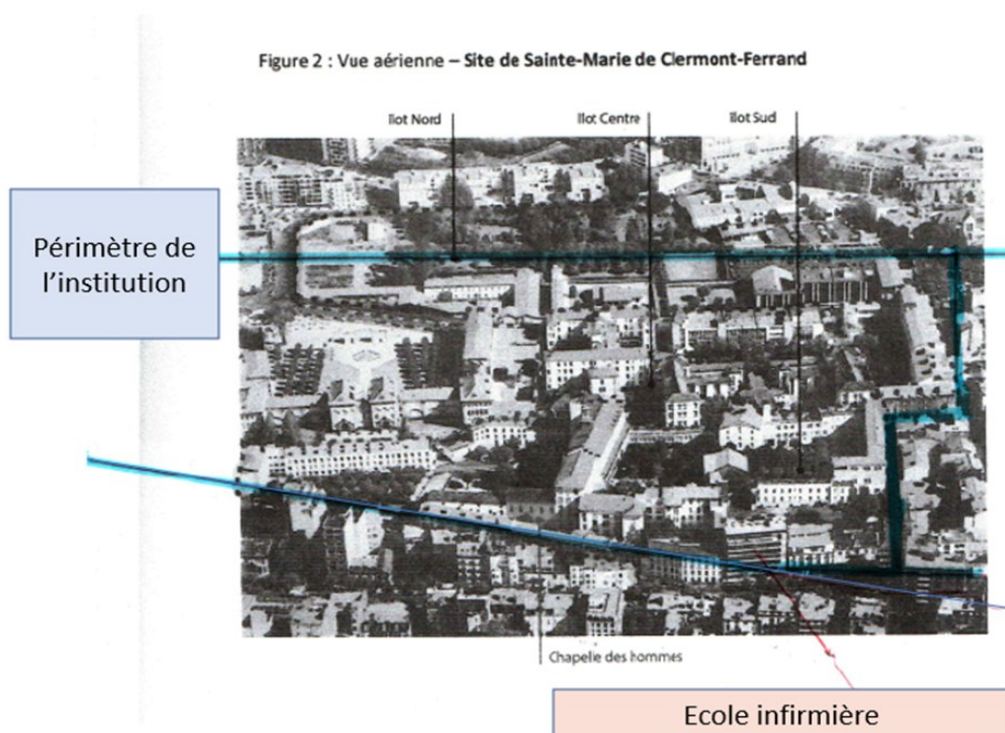 Figure 2 : Vue aérienne – Site de Sainte-Marie de Clermont-Ferrand
Ilot Nord
Ilot Centre
Ilot Sud
Périmètre de
l'institution
Chapelle des hommes
Ecole infirmière